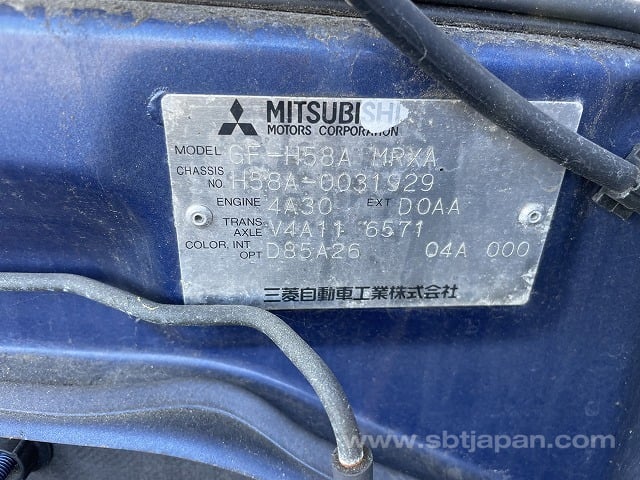 MITSUBISHI
MOTORS CORPORATION
MODEL GF-H58A MRXA
CHASSIS NO. H58A-0031929
ENGINE 4A30 EXT D0AA
TRANS-AXLE V4A11 6571
COLOR, INT OPT D85A26 04A 000
三菱自動車工業株式会社
www.sbtjapan.com